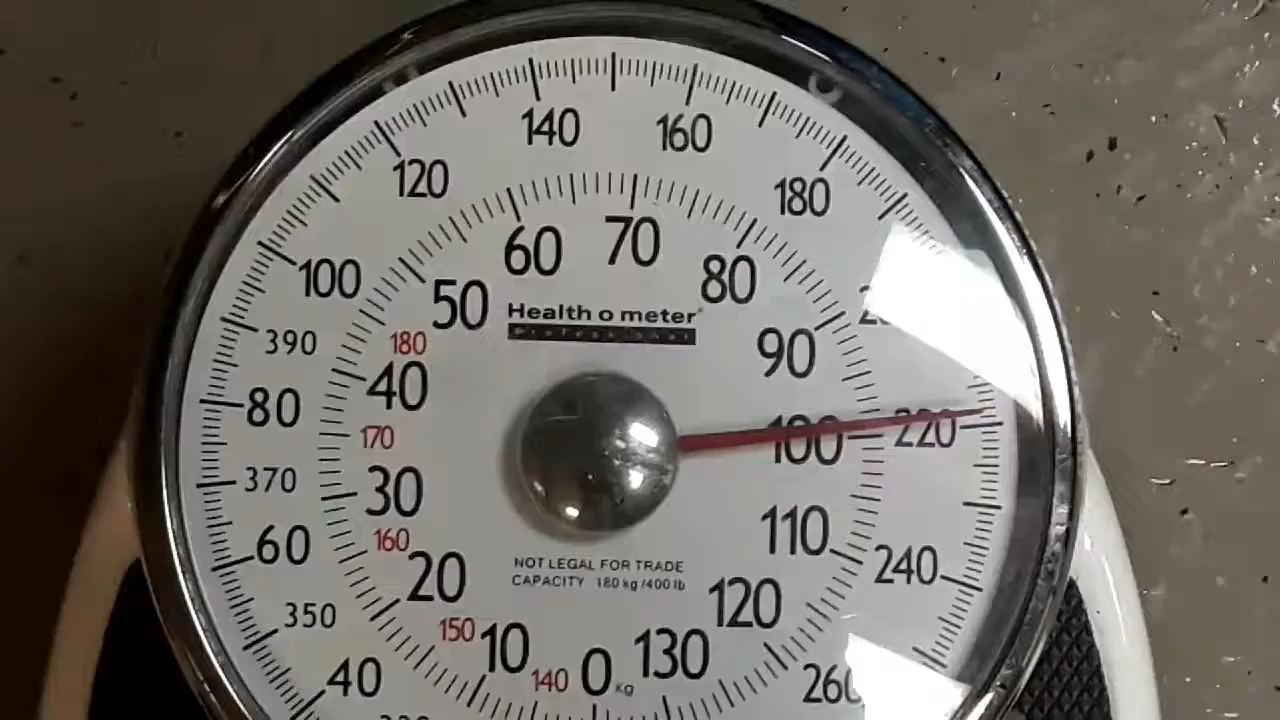 140 160
120 180
60 70
100 80
50
Health o meter®
390 180 90
40
80
170 100 220
370 30
60 160 110 240
NOT LEGAL FOR TRADE
CAPACITY 180 kg/400 lb
20
120
350
150 10 140 0 kg 130
40